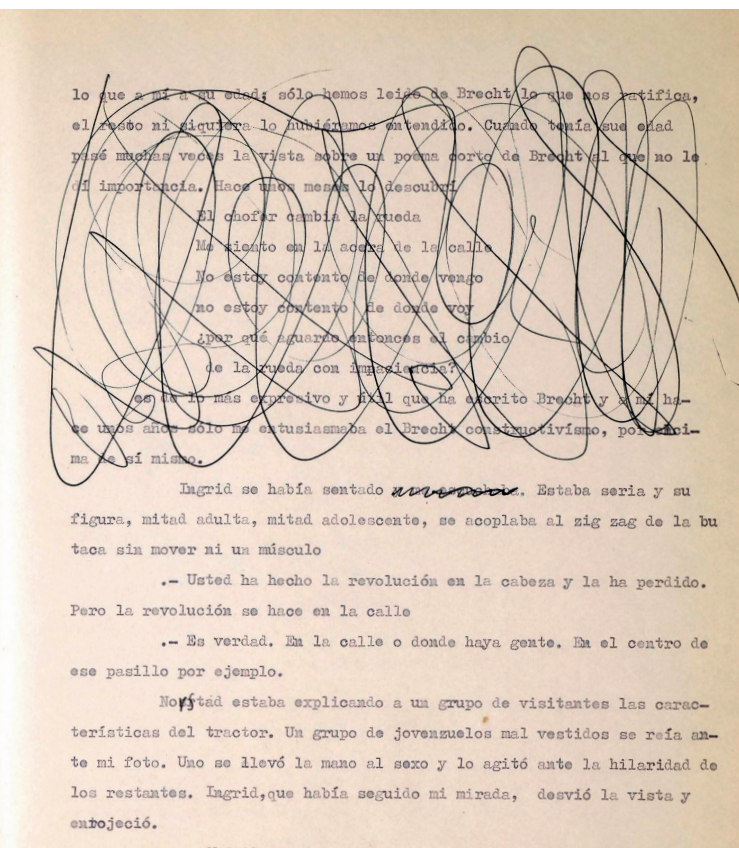 lo que a mí a su edad; sólo hemos leido de Brecht lo que nos ratifica,
el resto ni siquiera lo hubiéramos entendido. Cuando tenía sue edad
pasé muchas veces la vista sobre un poema corto de Brecht al que no le
dí importancia. Hace unos meses lo descubrí
El chofer cambia la rueda
Me siento en la acera de la calle
No estoy contento de donde vengo
no estoy contento de donde voy
¿por qué aguardo entonces el cambio
de la rueda con impaciencia?
es de lo más expresivo y útil que ha escrito Brecht y a mí ha-
ce unos años sólo me entusiasmaba el Brecht constructivísmo, por enci-
ma de sí mismo.
Ingrid se había sentado . Estaba seria y su
figura, mitad adulta, mitad adolescente, se acoplaba al zig zag de la bu
taca sin mover ni un músculo
.- Usted ha hecho la revolución en la cabeza y la ha perdido.
Pero la revolución se hace en la calle
.- Es verdad. En la calle o donde haya gente. En el centro de
ese pasillo por ejemplo.
Norstad estaba explicando a un grupo de visitantes las carac-
terísticas del tractor. Un grupo de jovenzuelos mal vestidos se reía an-
te mi foto. Uno se llevó la mano al sexo y lo agitó ante la hilaridad de
los restantes. Ingrid,que había seguido mi mirada, desvió la vista y
enrojeció.